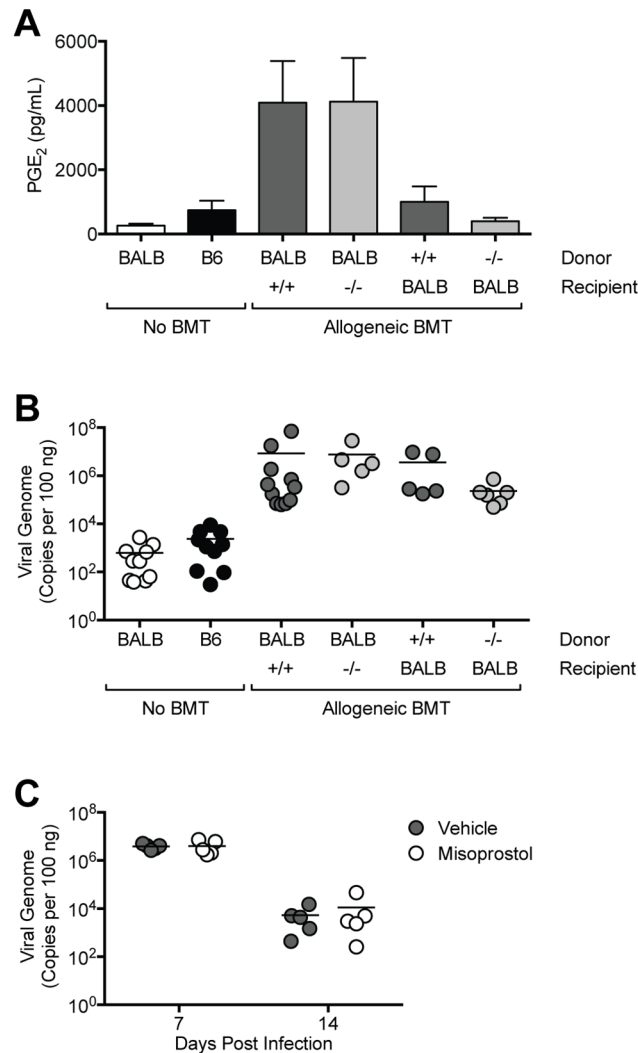 A
PGE2 (pg/mL)
6000
4000
2000
0
BALB B6 BALB BALB +/+ -/- Donor
+/+ -/- BALB BALB Recipient
No BMT Allogeneic BMT
B
Viral Genome
(Copies per 100 ng)
10^8
10^6
10^4
10^2
10^0
BALB B6 BALB BALB +/+ -/- Donor
+/+ -/- BALB BALB Recipient
No BMT Allogeneic BMT
C
Viral Genome
(Copies per 100 ng)
10^8
10^6
10^4
10^2
10^0
Vehicle
Misoprostol
7 14
Days Post Infection